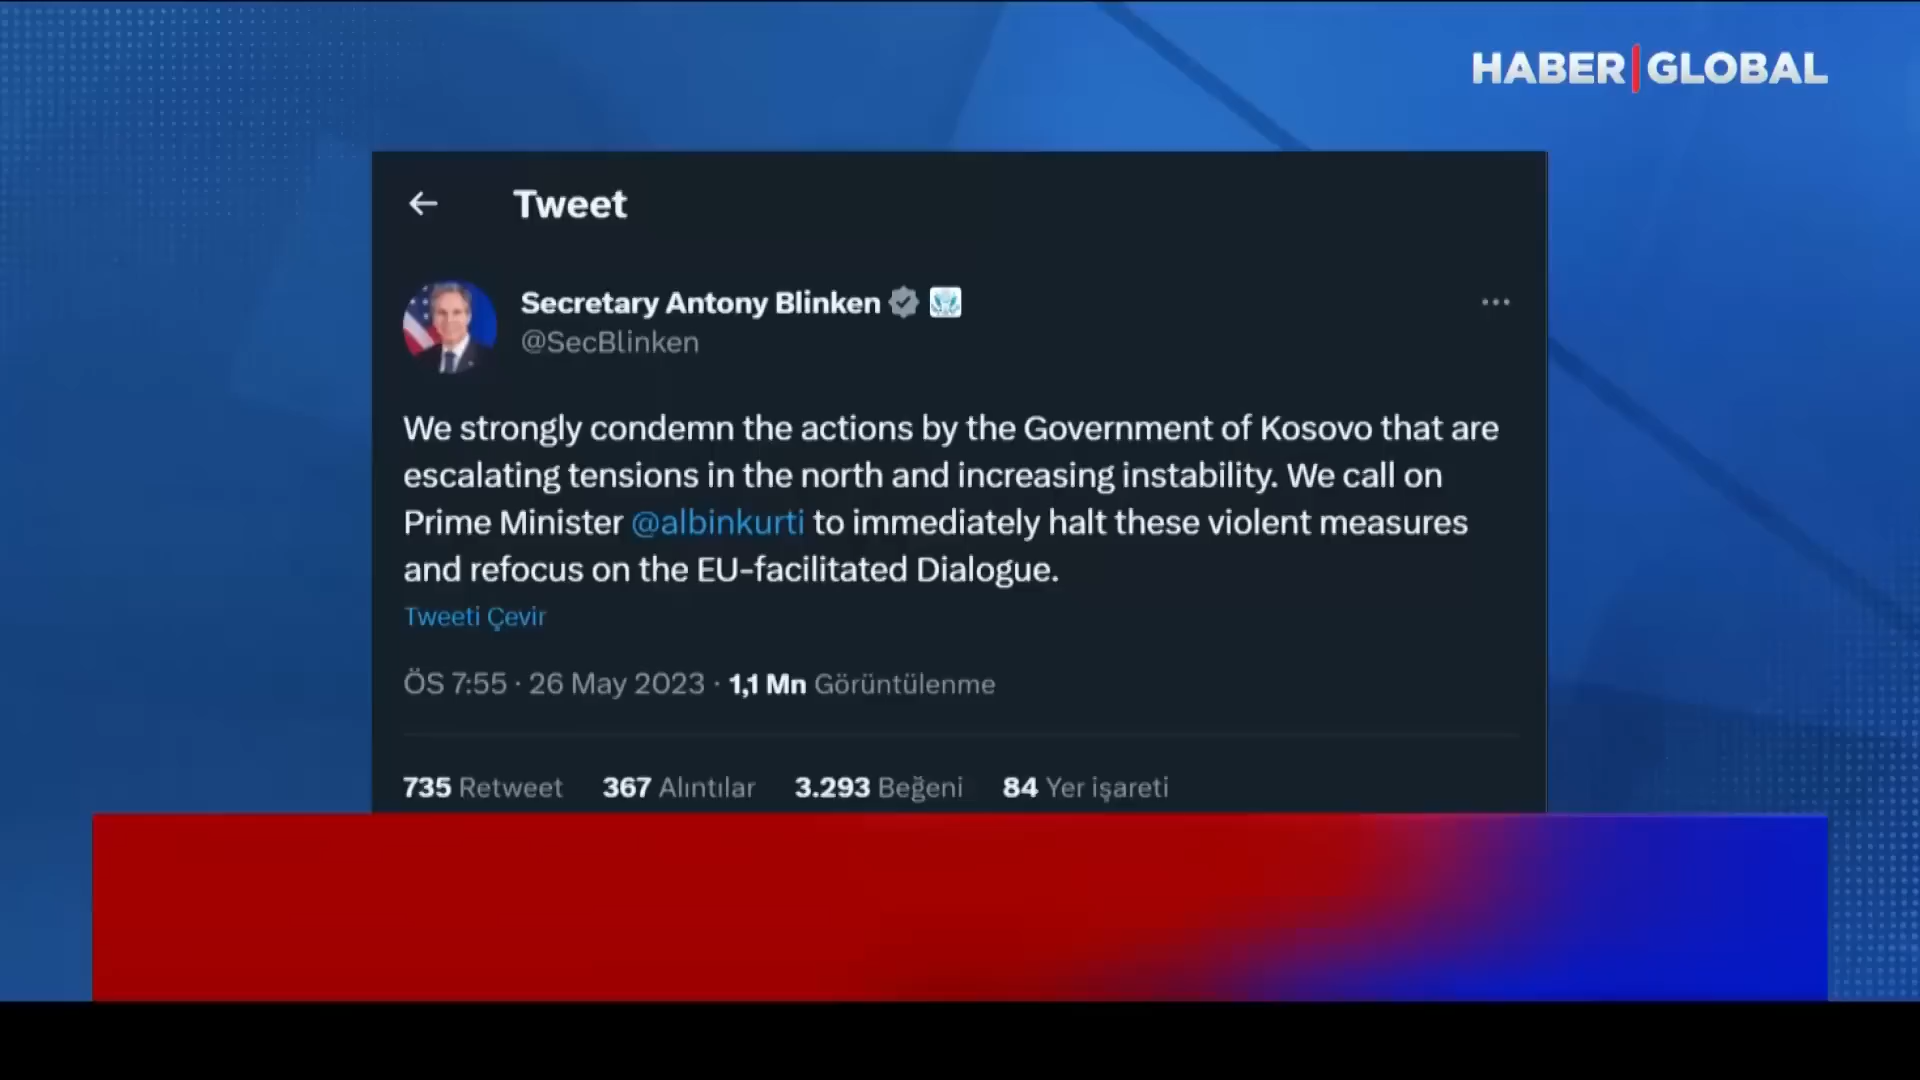 HABER GLOBAL
Tweet
Secretary Antony Blinken
@SecBlinken
We strongly condemn the actions by the Government of Kosovo that are
escalating tensions in the north and increasing instability. We call on
Prime Minister @albinkurti to immediately halt these violent measures
and refocus on the EU-facilitated Dialogue.
Tweeti Çevir
ÖS 7:55 · 26 May 2023 · 1,1 Mn Görüntülenme
735 Retweet 367 Alıntılar 3.293 Beğeni 84 Yer işareti